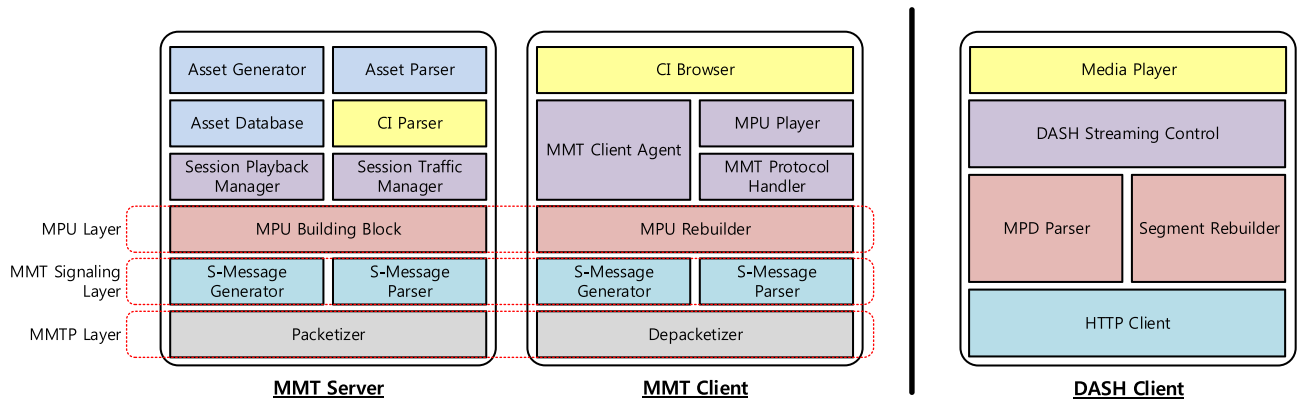 Asset Generator
Asset Parser
Asset Database
CI Parser
Session Playback
Manager
Session Traffic
Manager
MPU Building Block
S-Message
Generator
S-Message
Parser
Packetizer
MMT Server
MPU Layer
MMT Signaling
Layer
MMTP Layer
CI Browser
MMT Client Agent
MPU Player
MMT Protocol
Handler
MPU Rebuilder
S-Message
Generator
S-Message
Parser
Depacketizer
MMT Client
Media Player
DASH Streaming Control
MPD Parser
Segment Rebuilder
HTTP Client
DASH Client